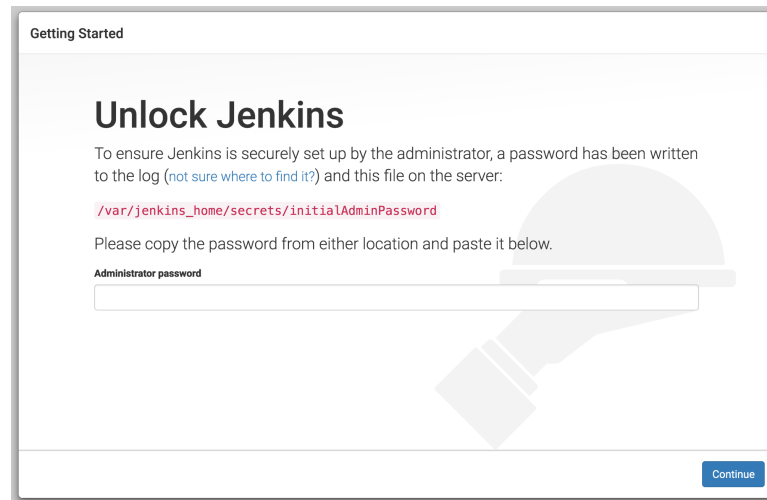 Getting Started
Unlock Jenkins
To ensure Jenkins is securely set up by the administrator, a password has been written
to the log (not sure where to find it?) and this file on the server:
/var/jenkins_home/secrets/initialAdminPassword
Please copy the password from either location and paste it below.
Administrator password
Continue